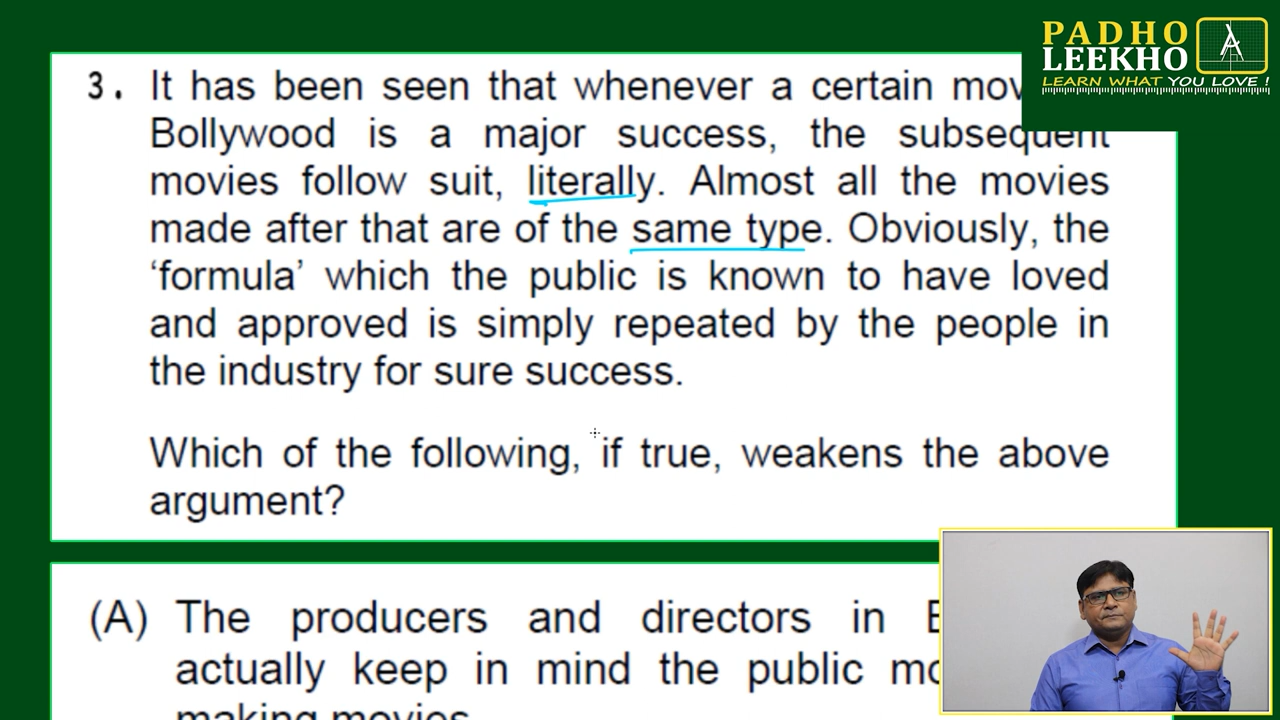 PADHO
LEEKHO
LEARN WHAT YOU LOVE !
3. It has been seen that whenever a certain
Bollywood is a major success, the subsequent
movies follow suit, literally. Almost all the movies
made after that are of the same type. Obviously, the
‘formula’ which the public is known to have loved
and approved is simply repeated by the people in
the industry for sure success.
Which of the following, if true, weakens the above
argument?
(A) The producers and directors in
actually keep in mind the public
making movies